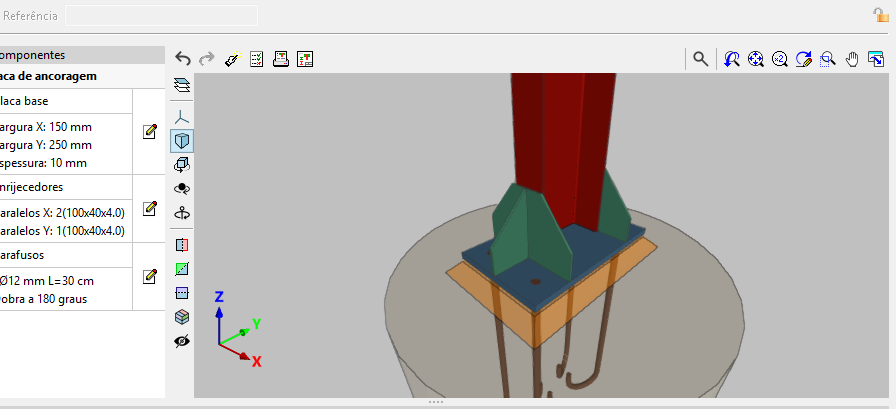 Referência
omponentes
aca de ancoragem
laca base
argura X: 150 mm
argura Y: 250 mm
spessura: 10 mm
nrijecedores
aralelos X: 2(100x40x4.0)
aralelos Y: 1(100x40x4.0)
arafusos
Ø12 mm L=30 cm
obra a 180 graus
x2
Z
Y
X